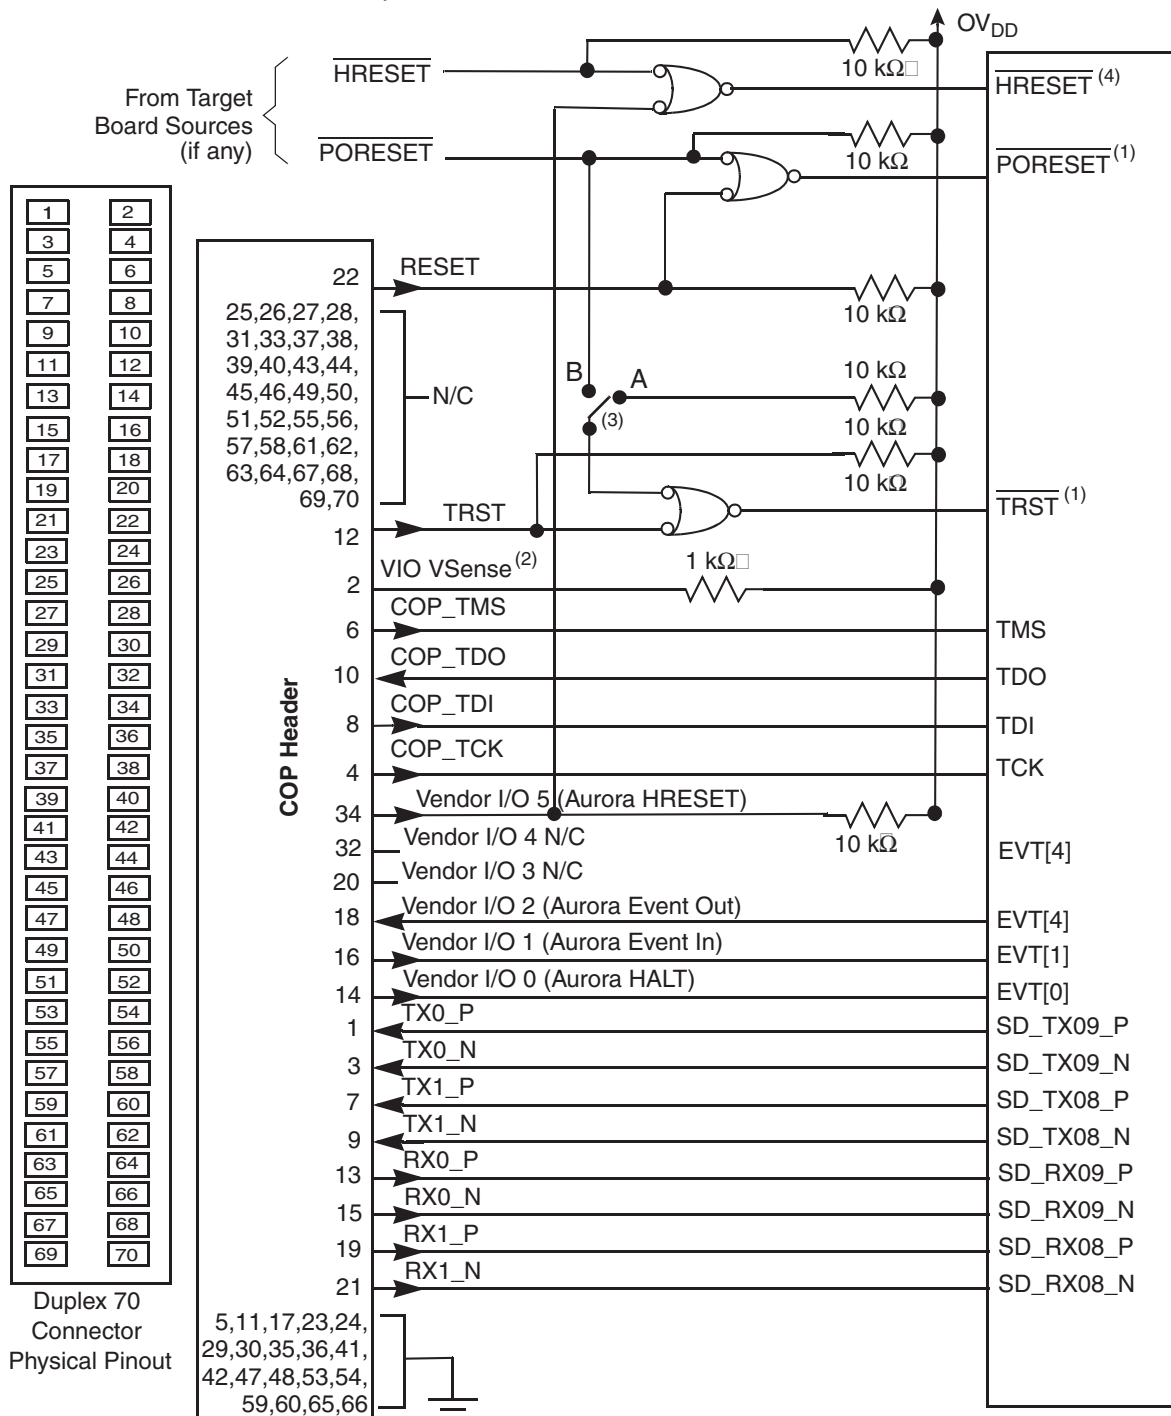 OVDD
HRESET
10 kΩ□
HRESET (4)
From Target
Board Sources
(if any)
PORESET
10 kΩ
PORESET(1)
1 2
3 4
5 6
7 8
9 10
11 12
13 14
15 16
17 18
19 20
21 22
23 24
25 26
27 28
29 30
31 32
33 34
35 36
37 38
39 40
41 42
43 44
45 46
47 48
49 50
51 52
53 54
55 56
57 58
59 60
61 62
63 64
65 66
67 68
69 70
Duplex 70
Connector
Physical Pinout
COP Header
22 RESET
10 kΩ
25,26,27,28,
31,33,37,38,
39,40,43,44,
45,46,49,50,
51,52,55,56,
57,58,61,62,
63,64,67,68,
69,70
N/C
B A
(3)
10 kΩ
10 kΩ
10 kΩ
12 TRST
TRST (1)
2 VIO VSense(2)
1 kΩ□
6 COP_TMS TMS
10 COP_TDO TDO
8 COP_TDI TDI
4 COP_TCK TCK
34 Vendor I/O 5 (Aurora HRESET)
10 kΩ
32 Vendor I/O 4 N/C EVT[4]
20 Vendor I/O 3 N/C
18 Vendor I/O 2 (Aurora Event Out) EVT[4]
16 Vendor I/O 1 (Aurora Event In) EVT[1]
14 Vendor I/O 0 (Aurora HALT) EVT[0]
1 TX0_P SD_TX09_P
3 TX0_N SD_TX09_N
7 TX1_P SD_TX08_P
9 TX1_N SD_TX08_N
13 RX0_P SD_RX09_P
15 RX0_N SD_RX09_N
19 RX1_P SD_RX08_P
21 RX1_N SD_RX08_N
5,11,17,23,24,
29,30,35,36,41,
42,47,48,53,54,
59,60,65,66